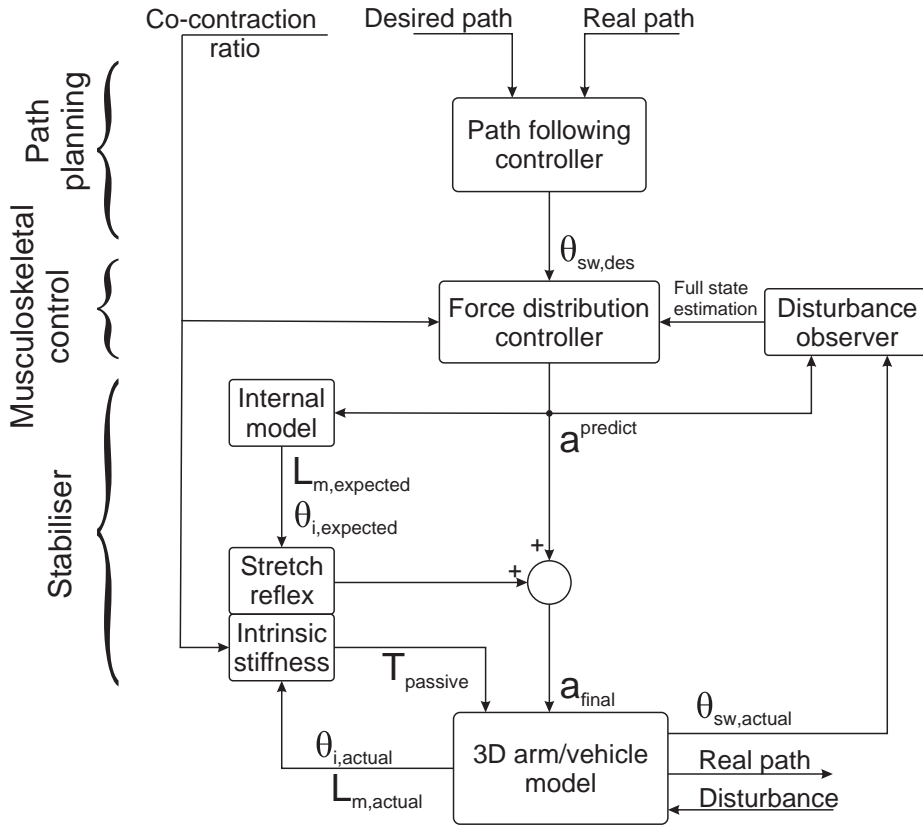 Co-contraction
ratio
Desired path
Real path
Path
planning
Path following
controller
θsw,des
Musculoskeletal
control
Force distribution
controller
Full state
estimation
Disturbance
observer
Internal
model
apredict
Lm,expected
θi,expected
Stabiliser
+
+
Stretch
reflex
Intrinsic
stiffness
Tpassive
afinal
θsw,actual
θi,actual
Lm,actual
3D arm/vehicle
model
Real path
Disturbance